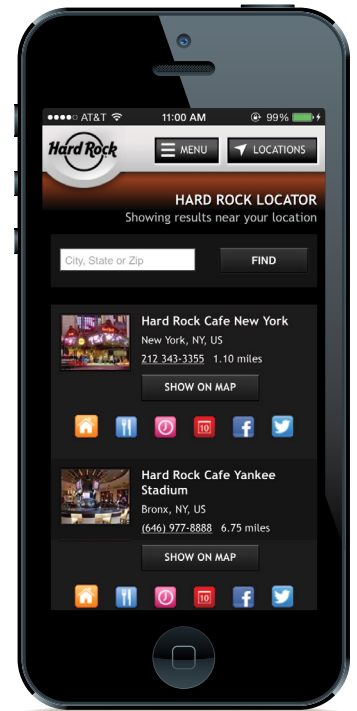 AT&T 11:00 AM 99%
Hard Rock MENU LOCATIONS
HARD ROCK LOCATOR
Showing results near your location
City, State or Zip FIND
Hard Rock Cafe New York
New York, NY, US
212 343-3355 1.10 miles
SHOW ON MAP
10 f
Hard Rock Cafe Yankee
Stadium
Bronx, NY, US
(646) 977-8888 6.75 miles
SHOW ON MAP
10 f